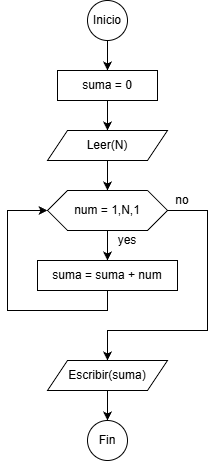 Inicio
suma = 0
Leer(N)
num = 1,N,1
no
yes
suma = suma + num
Escribir(suma)
Fin